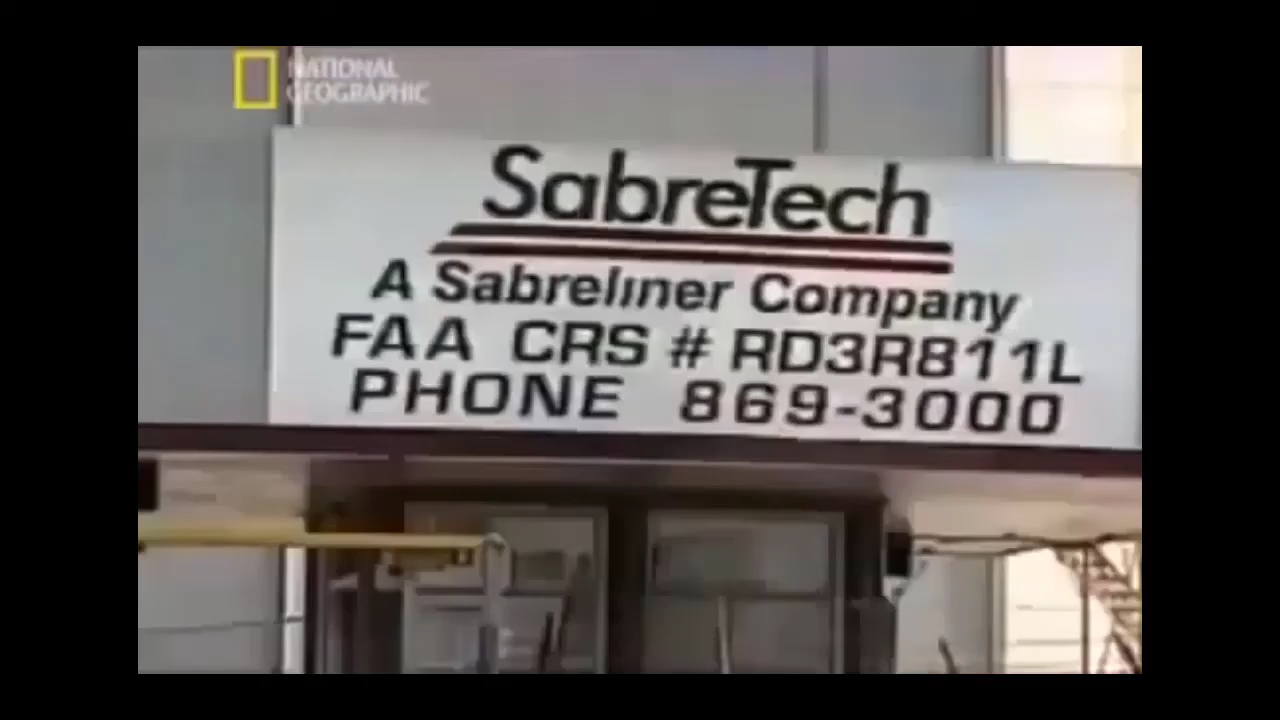 NATIONAL
GEOGRAPHIC
SabreTech
A Sabreliner Company
FAA CRS # RD3R811L
PHONE 869-3000